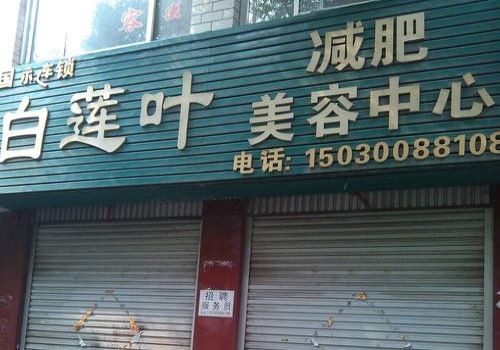 国示连锁
白莲叶
减肥
美容中心
电话: 15030088108
招聘
服务员